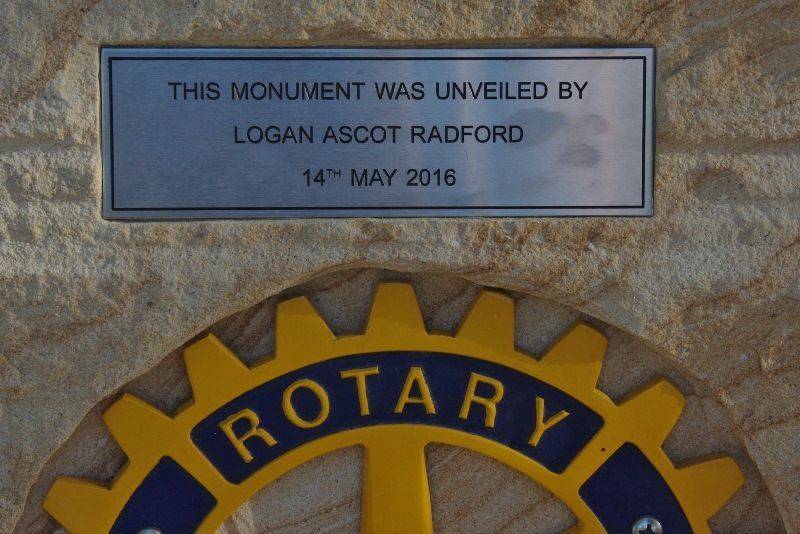 THIS MONUMENT WAS UNVEILED BY
LOGAN ASCOT RADFORD
14TH MAY 2016
ROTARY